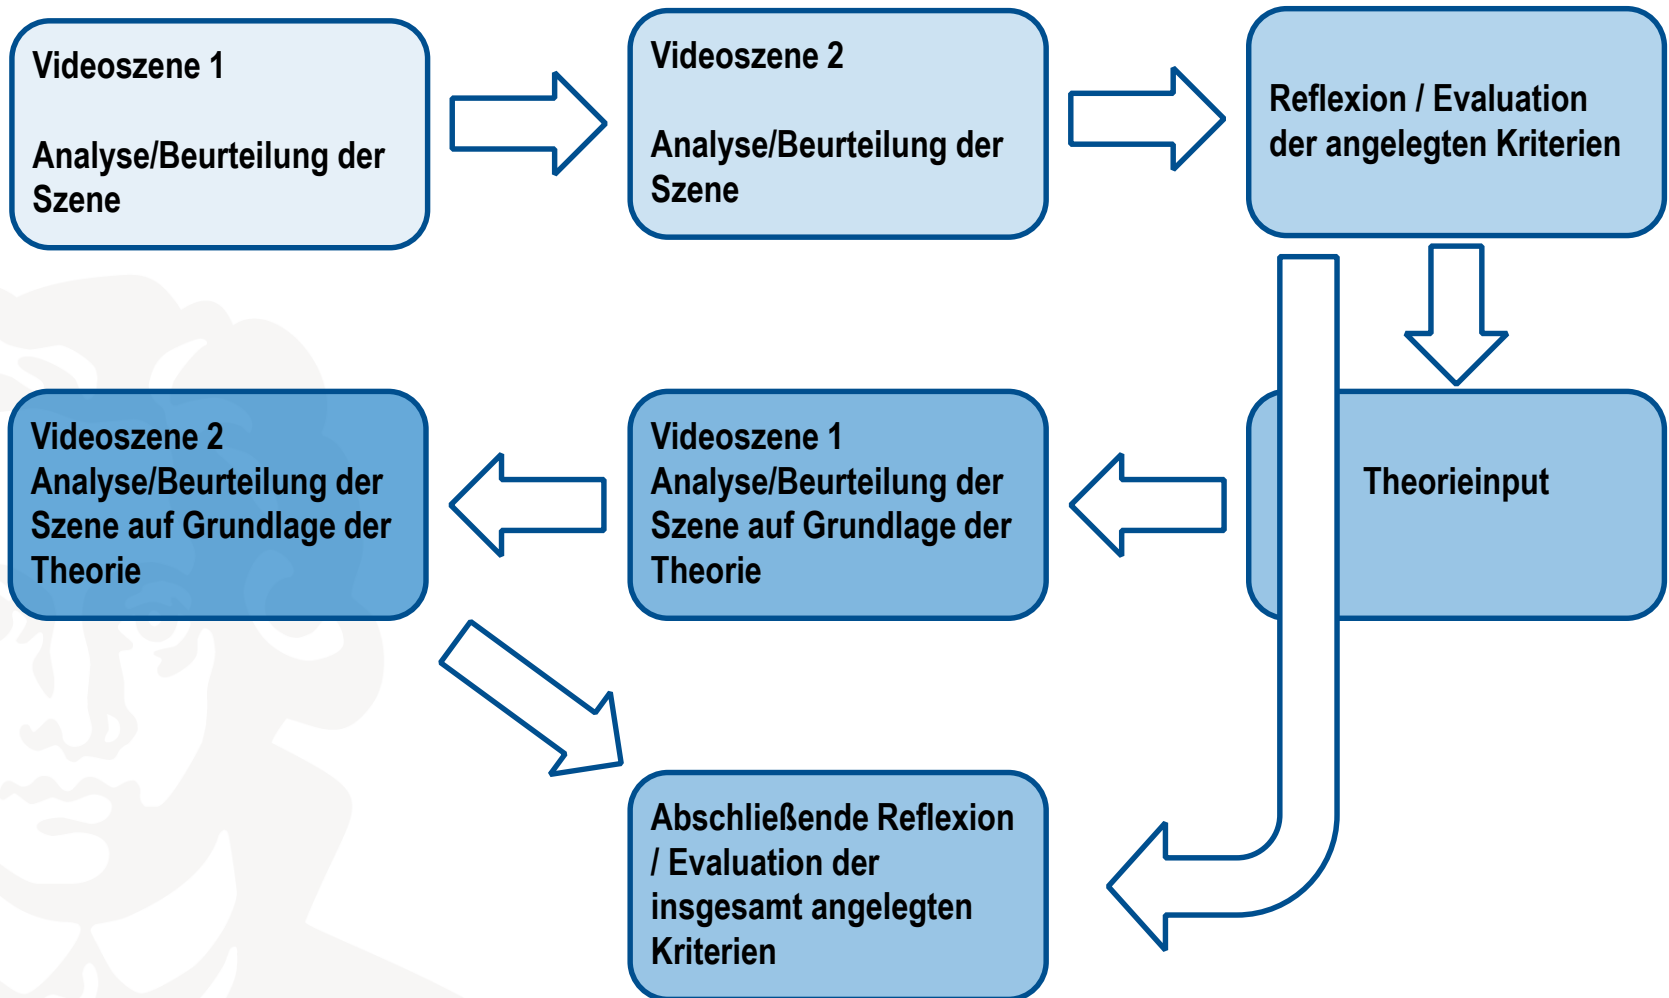 Videoszene 1
Analyse/Beurteilung der
Szene
Videoszene 2
Analyse/Beurteilung der
Szene
Reflexion / Evaluation
der angelegten Kriterien
Theorieinput
Videoszene 1
Analyse/Beurteilung der
Szene auf Grundlage der
Theorie
Videoszene 2
Analyse/Beurteilung der
Szene auf Grundlage der
Theorie
Abschließende Reflexion
/ Evaluation der
insgesamt angelegten
Kriterien